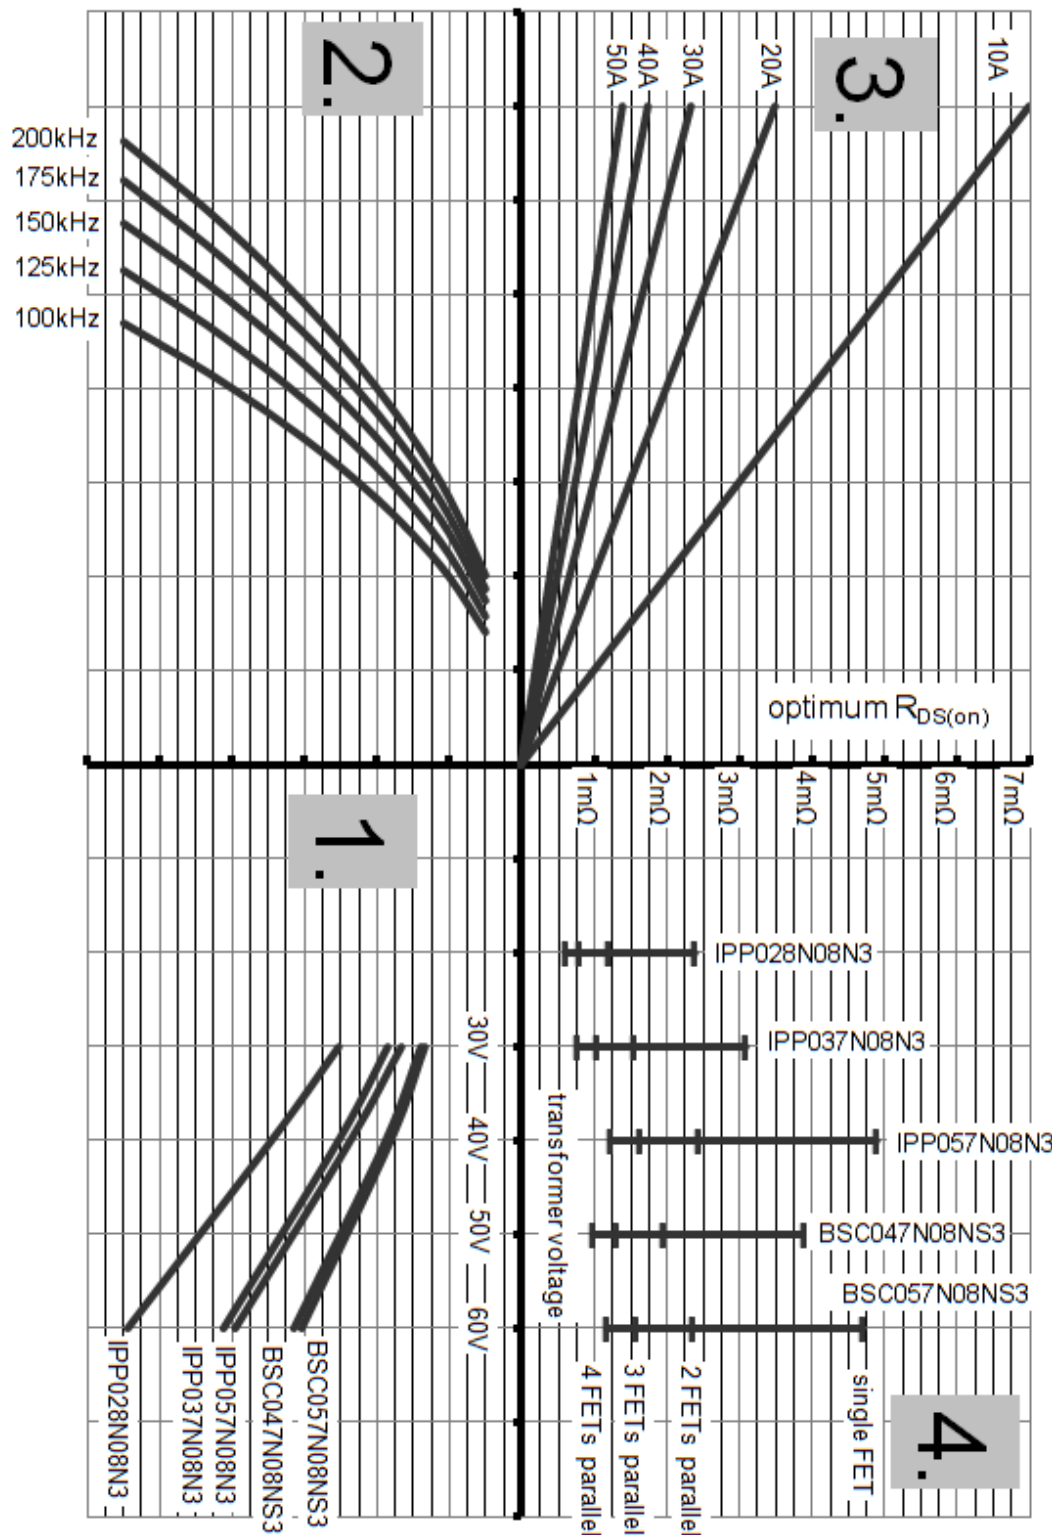 2.
3.
50A
40A
30A
20A
10A
200kHz
175kHz
150kHz
125kHz
100kHz
optimum RDS(on)
1mΩ
2mΩ
3mΩ
4mΩ
5mΩ
6mΩ
7mΩ
1.
IPP028N08N3
IPP037N08N3
IPP057N08N3
BSC047N08NS3
BSC057N08NS3
30V
40V
50V
60V
transformer voltage
IPP028N08N3
IPP037N08N3
IPP057N08N3
BSC047N08NS3
BSC057N08NS3
4 FETs parallel
3 FETs parallel
2 FETs parallel
single FET
4.